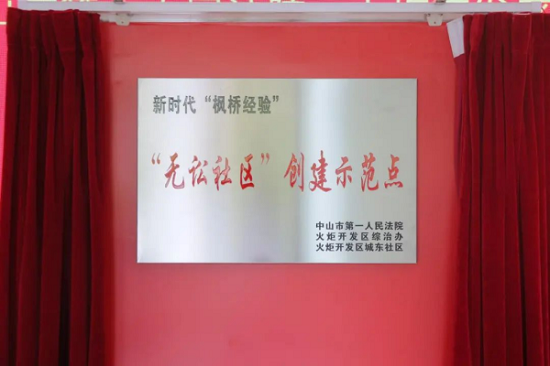 新时代“枫桥经验”
“无讼社区”创建示范点
中山市第一人民法院
火炬开发区综治办
火炬开发区城东社区